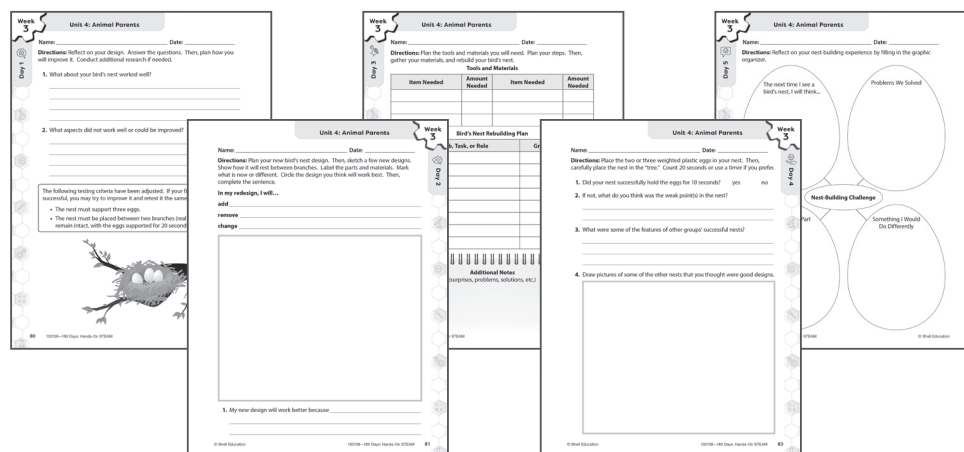 Week
3
Unit 4: Animal Parents
Name: Date:
Day 1
Directions: Reflect on your design. Answer the questions. Then, plan how you
will improve it. Conduct additional research if needed.
1. What about your bird's nest worked well?
2. What aspects did not work well or could be improved?
The following testing criteria have been adjusted. If your
successful, you may try to improve it and retest it the same
• The nest must support three eggs.
• The nest must be placed between two branches (real
remain intact, with the eggs supported for 20 second
80 150109—180 Days: Hands-On STEAM
Unit 4: Animal Parents
Week
3
Name: Date:
Day 2
Directions: Plan your new bird's nest design. Then, sketch a few new designs.
Show how it will rest between branches. Label the parts and materials. Mark
what is new or different. Circle the design you think will work best. Then,
complete the sentence.
In my redesign, I will…
add
remove
change
1. My new design will work better because
© Shell Education 150109—180 Days: Hands-On STEAM 81
Week
3
Unit 4: Animal Parents
Name: Date:
Day 3
Directions: Plan the tools and materials you will need. Plan your steps. Then,
gather your materials, and rebuild your bird's nest.
Tools and Materials
Item Needed Amount Needed Item Needed Amount Needed
Bird's Nest Rebuilding Plan
Task, or Role
Additional Notes
(surprises, problems, solutions, etc.)
STEAM
Unit 4: Animal Parents
Week
3
Name: Date:
Day 4
Directions: Place the two or three weighted plastic eggs in your nest. Then,
carefully place the nest in the "tree." Count 20 seconds or use a timer if you prefer.
1. Did your nest successfully hold the eggs for 10 seconds? yes no
2. If not, what do you think was the weak point(s) in the nest?
3. What were some of the features of other groups' successful nests?
4. Draw pictures of some of the other nests that you thought were good designs.
© Shell Education 150109—180 Days: Hands-On STEAM 83
Week
3
Unit 4: Animal Parents
Name: Date:
Day 5
Directions: Reflect on your nest-building experience by filling in the graphic
organizer.
The next time I see a
bird's nest, I will think...
Problems We Solved
Nest-Building Challenge
Part
Something I Would
Do Differently
STEAM © Shell Education